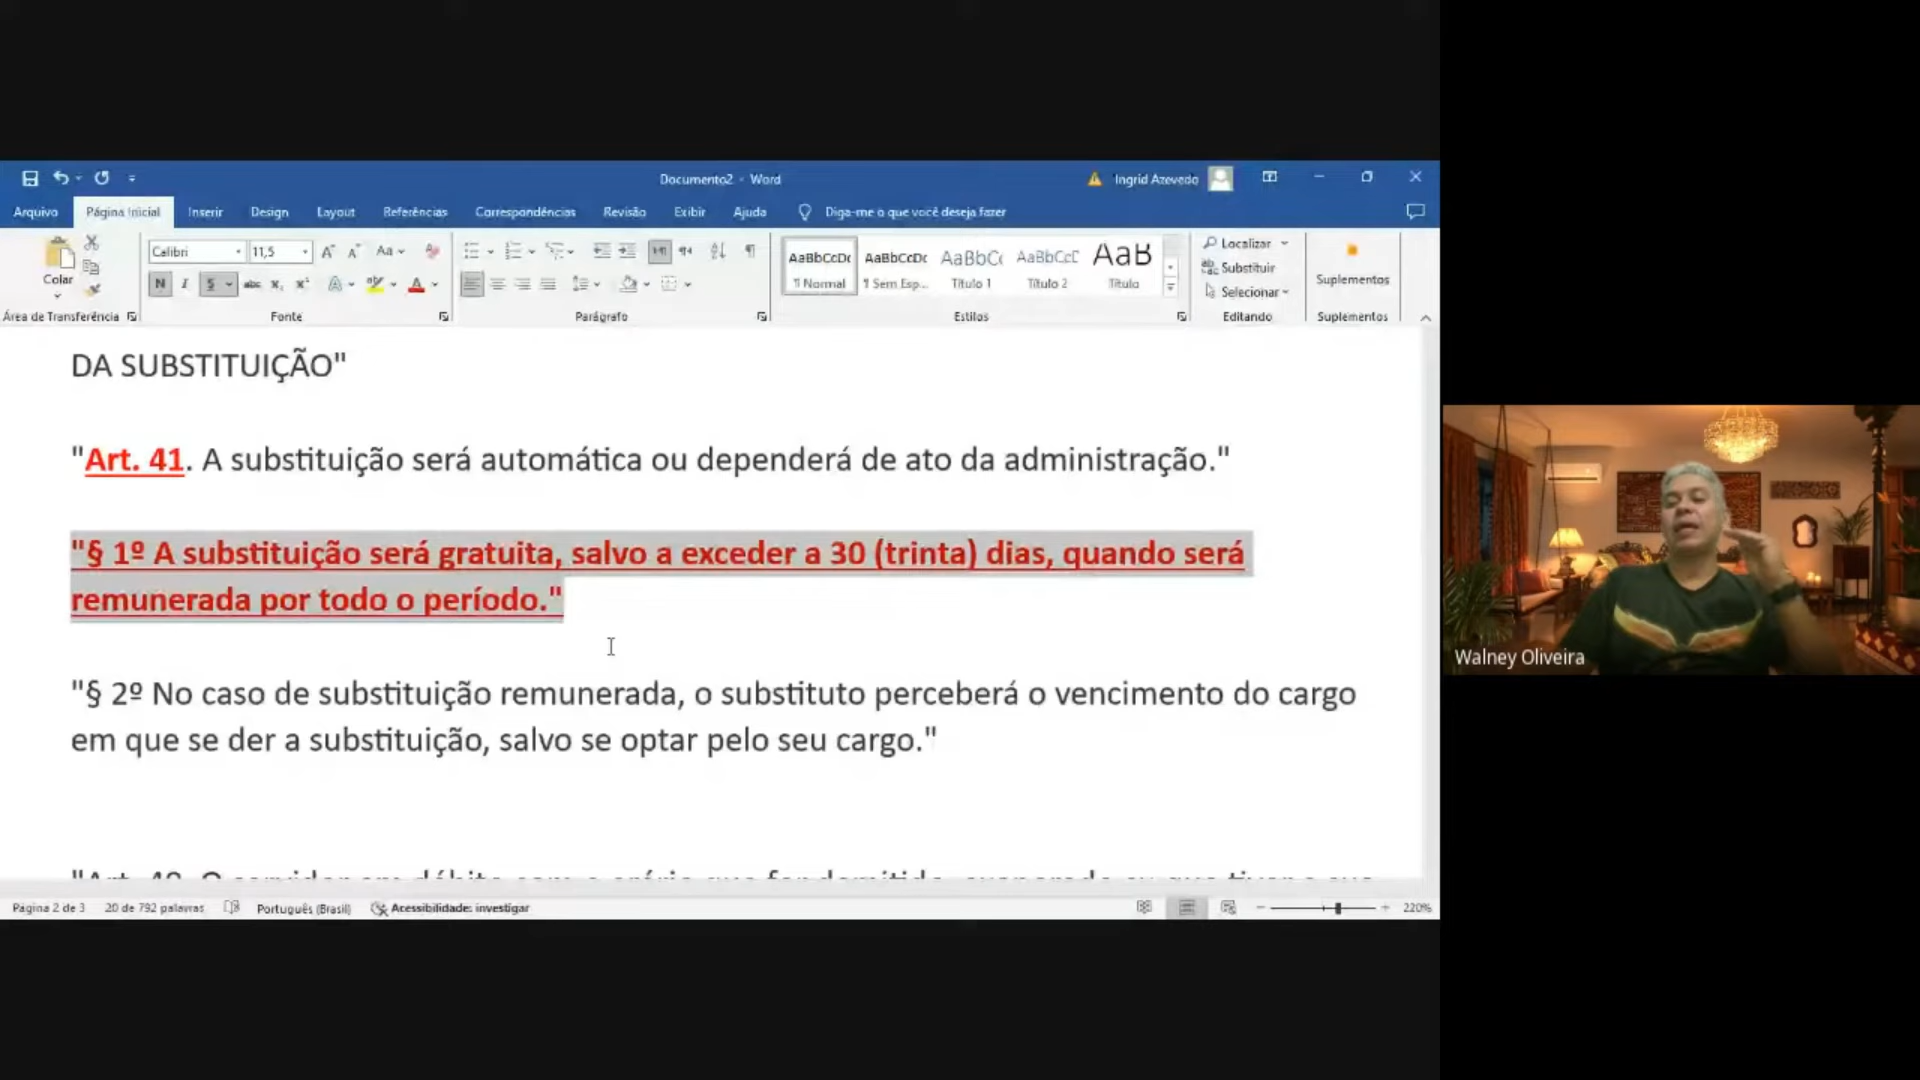 Documento2 - Word
Ingrid Azevedo
Arquivo Página Inicial Inserir Design Layout Referências Correspondências Revisão Exibir Ajuda Diga-me o que você deseja fazer
Colar
Área de Transferência
Calibri 11,5
Aa
N I S abc x x A A
Fonte
Parágrafo
AaBbCcDc AaBbCcDc AaBbCc AaBbCcC AaB
¶ Normal ¶ Sem Esp... Título 1 Título 2 Título
Estilos
Localizar
Substituir
Selecionar
Editando
Suplementos
Suplementos
DA SUBSTITUIÇÃO"
"Art. 41. A substituição será automática ou dependerá de ato da administração."
"§ 1º A substituição será gratuita, salvo a exceder a 30 (trinta) dias, quando será
remunerada por todo o período."
"§ 2º No caso de substituição remunerada, o substituto perceberá o vencimento do cargo
em que se der a substituição, salvo se optar pelo seu cargo."
Página 2 de 3 20 de 792 palavras Português (Brasil) Acessibilidade: investigar 220%
Walney Oliveira